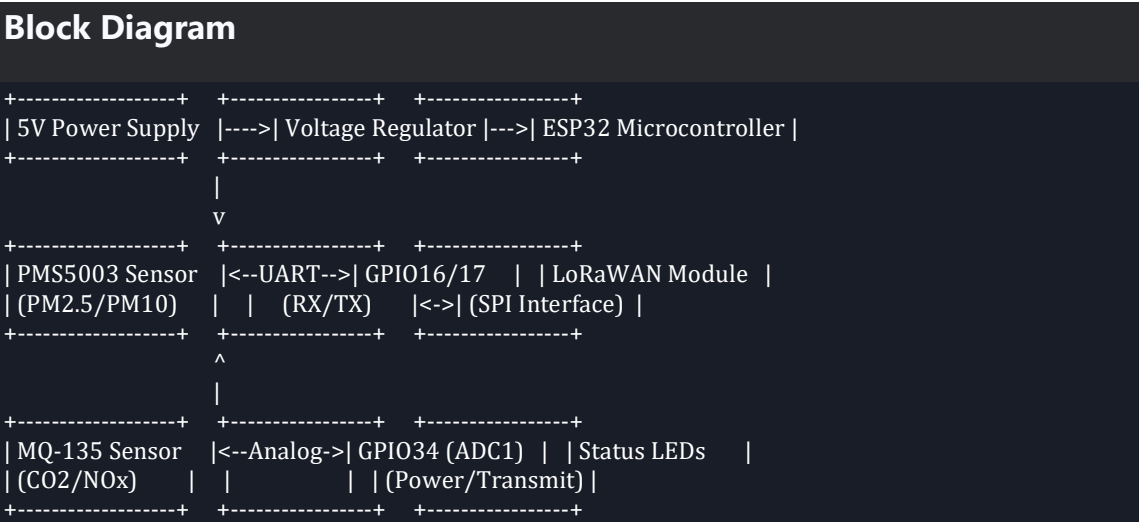 Block Diagram
+-------------------+ +-----------------+ +-----------------+
| 5V Power Supply |---->| Voltage Regulator |--->| ESP32 Microcontroller |
+-------------------+ +-----------------+ +-----------------+
|
v
+-------------------+ +-----------------+ +-----------------+
| PMS5003 Sensor |<--UART-->| GPIO16/17 | | LoRaWAN Module |
| (PM2.5/PM10) | | (RX/TX) |<->| (SPI Interface) |
+-------------------+ +-----------------+ +-----------------+
^
|
+-------------------+ +-----------------+ +-----------------+
| MQ-135 Sensor |<--Analog->| GPIO34 (ADC1) | | Status LEDs |
| (CO2/NOx) | | | | (Power/Transmit) |
+-------------------+ +-----------------+ +-----------------+